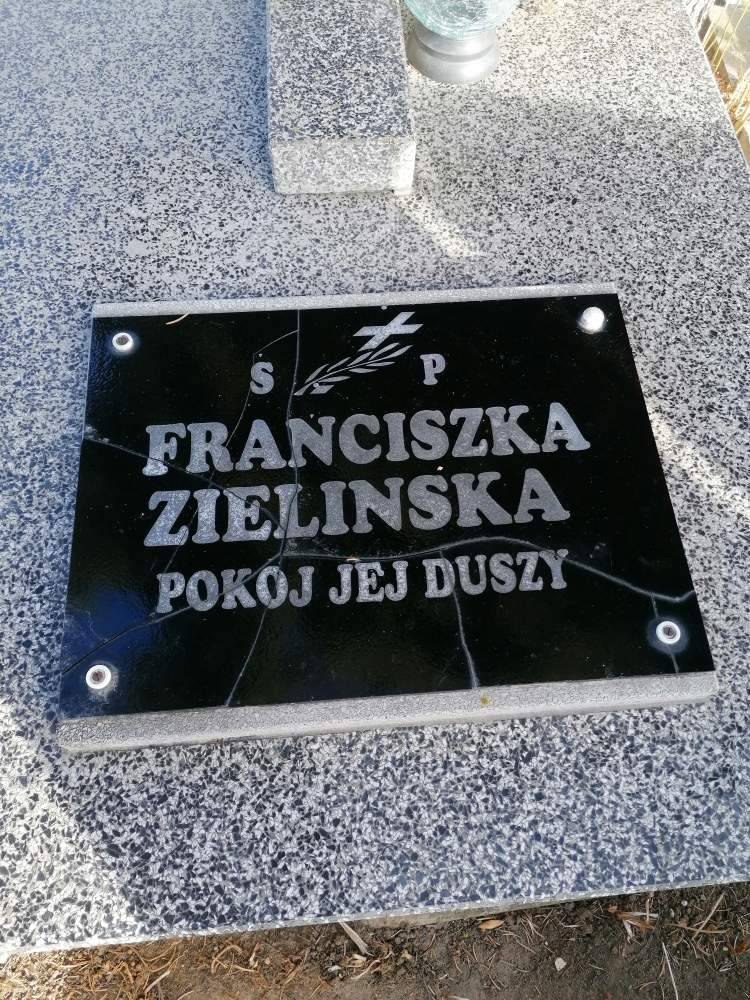 S P
FRANCISZKA
ZIELINSKA
POKOJ JEJ DUSZY